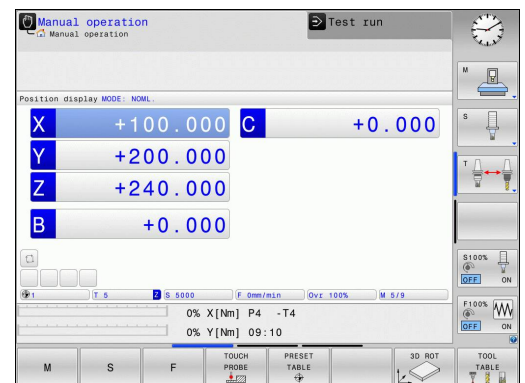 Manual operation
Manual operation
Test run
Position display MODE: NOML.
X +100.000 C +0.000
Y +200.000
Z +240.000
B +0.000
1 T 5 Z S 5000 F 0mm/min Ovr 100% M 5/9
0% X[Nm] P4 -T4
0% Y[Nm] 09:10
M
S
T
S100%
OFF ON
F100%
OFF ON
M S F TOUCH PROBE PRESET TABLE 3D ROT TOOL TABLE